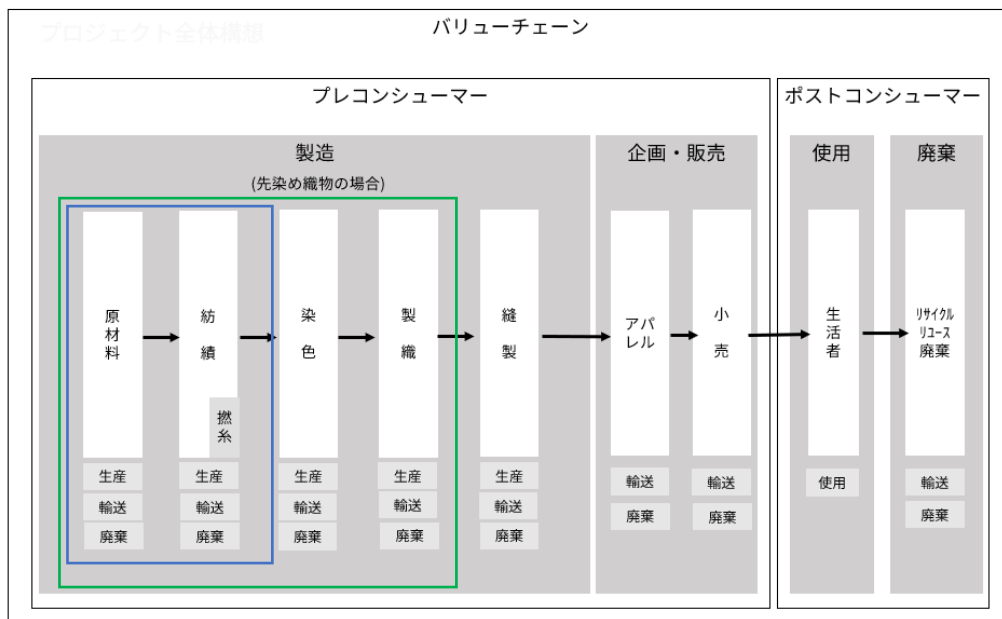 プロジェクト全体構想
バリューチェーン
プレコンシューマー
ポストコンシューマー
製造
(先染め織物の場合)
企画・販売
使用
廃棄
原材料
紡績
撚糸
染色
製織
縫製
アパレル
小売
生活者
リサイクル
リユース
廃棄
生産
輸送
廃棄
生産
輸送
廃棄
生産
輸送
廃棄
生産
輸送
廃棄
生産
輸送
廃棄
輸送
廃棄
輸送
廃棄
使用
輸送
廃棄